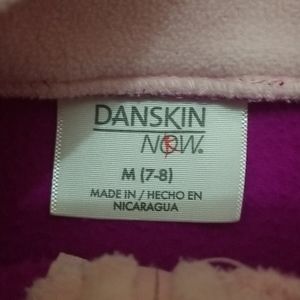 DANSKIN
NOW.
M (7-8)
MADE IN / HECHO EN
NICARAGUA